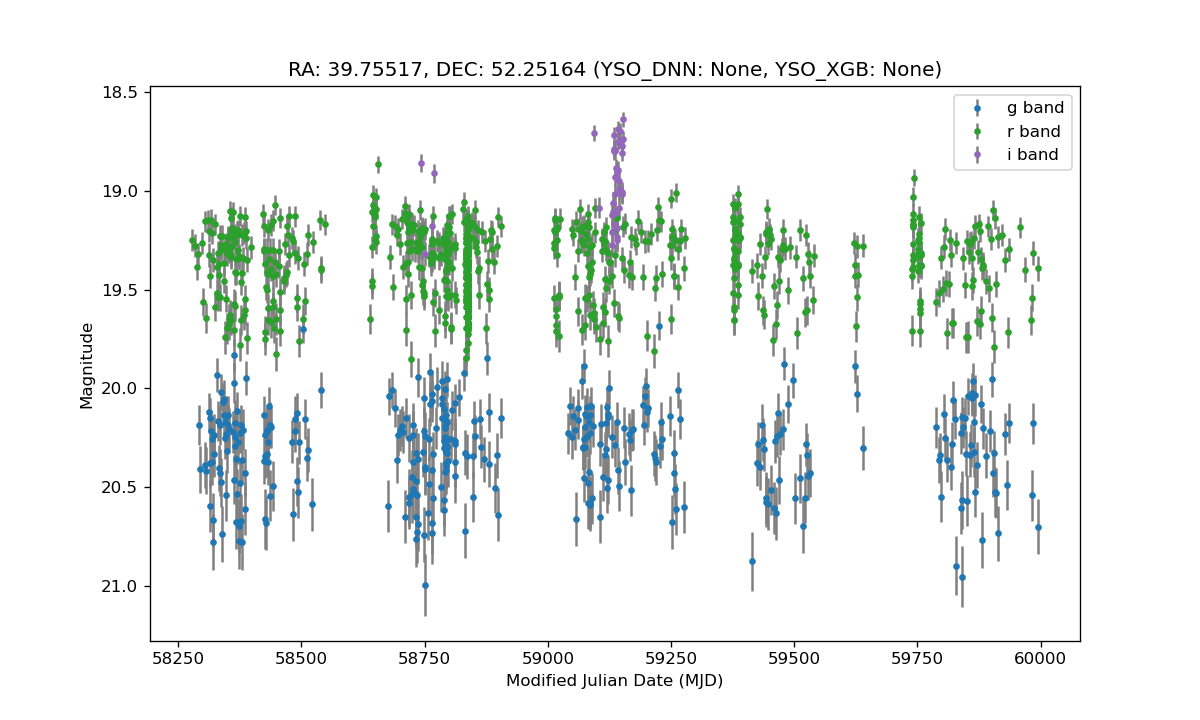 RA: 39.75517, DEC: 52.25164 (YSO_DNN: None, YSO_XGB: None)
g band
r band
i band
Magnitude
18.5
19.0
19.5
20.0
20.5
21.0
58250 58500 58750 59000 59250 59500 59750 60000
Modified Julian Date (MJD)